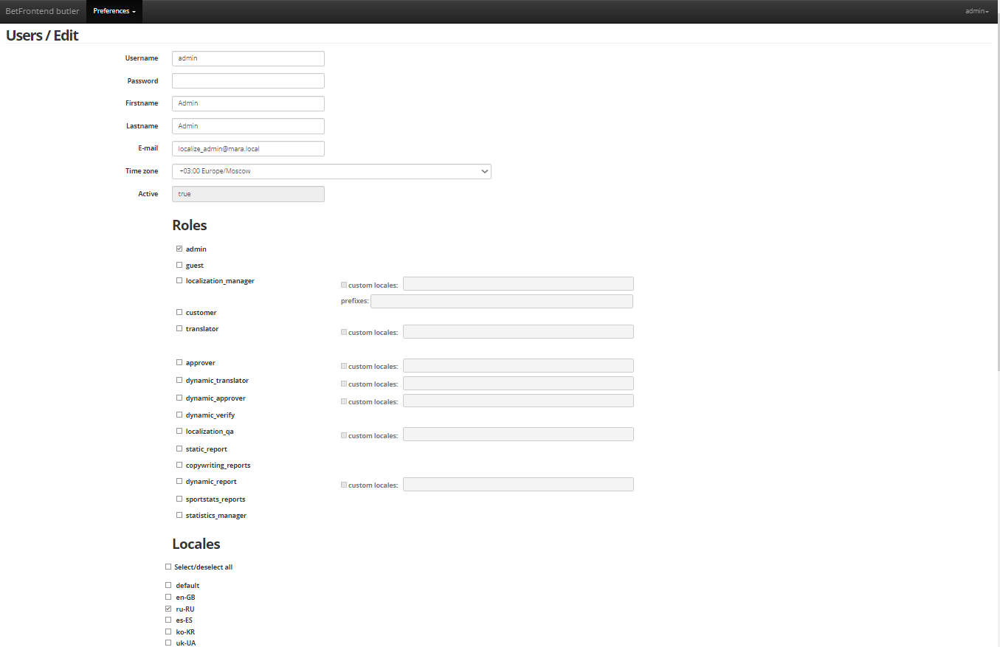 BetFrontend butler Preferences admin
Users / Edit
Username admin
Password
Firstname Admin
Lastname Admin
E-mail localize_admin@mara.local
Time zone +03:00 Europe/Moscow
Active true
Roles
admin
guest
localization_manager custom locales:
prefixes:
customer
translator custom locales:
approver custom locales:
dynamic_translator custom locales:
dynamic_approver custom locales:
dynamic_verify
localization_qa custom locales:
static_report
copywriting_reports
dynamic_report custom locales:
sportstats_reports
statistics_manager
Locales
Select/deselect all
default
en-GB
ru-RU
es-ES
ko-KR
uk-UA